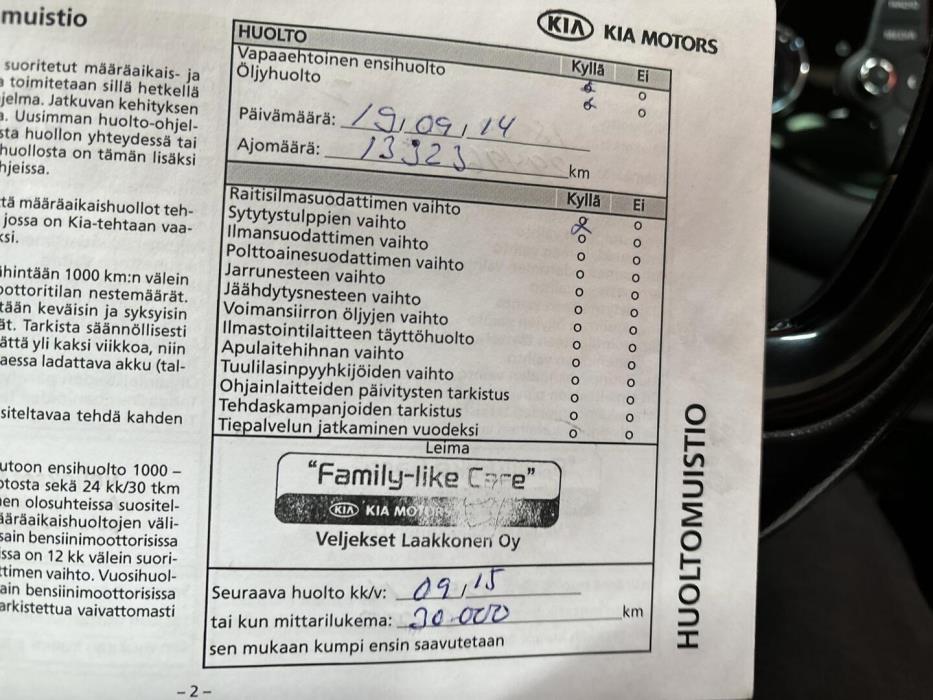 muistio
suoritetut määräaikais- ja
toimitetaan sillä hetkellä
jelma. Jatkuvan kehityksen
a. Uusimman huolto-ohjel-
sta huollon yhteydessä tai
huollosta on tämän lisäksi
hjeissa.
tä määräaikaishuollot teh-
jossa on Kia-tehtaan vaa-
ksi.
ähintään 1000 km:n välein
oottoritilan nestemäärät.
tään keväisin ja syksyisin
ät. Tarkista säännöllisesti
ättä yli kaksi viikkoa, niin
aessa ladattava akku (tal-
siteltavaa tehdä kahden
utoon ensihuolto 1000 –
otosta sekä 24 kk/30 tkm
en olosuhteissa suositel-
ääräaikaishuoltojen väli-
sain bensiinimoottorisissa
issa on 12 kk välein suori-
ttimen vaihto. Vuosihuol-
ain bensiinimoottorisissa
arkistettua vaivattomasti
KIA KIA MOTORS
HUOLTO
Kyllä Ei
Vapaaehtoinen ensihuolto
Öljyhuolto
Päivämäärä: 19,09,14
Ajomäärä: 13323 km
Kyllä Ei
Raitisilmasuodattimen vaihto
Sytytystulppien vaihto
Ilmansuodattimen vaihto
Polttoainesuodattimen vaihto
Jarrunesteen vaihto
Jäähdytysnesteen vaihto
Voimansiirron öljyjen vaihto
Ilmastointilaitteen täyttöhuolto
Apulaitehihnan vaihto
Tuulilasinpyyhkijöiden vaihto
Ohjainlaitteiden päivitysten tarkistus
Tehdaskampanjoiden tarkistus
Tiepalvelun jatkaminen vuodeksi
Leima
"Family-like Care"
KIA KIA MOTORS
Veljekset Laakkonen Oy
Seuraava huolto kk/v: 09,15
tai kun mittarilukema: 30.000 km
sen mukaan kumpi ensin saavutetaan
HUOLTOMUISTIO
– 2 –